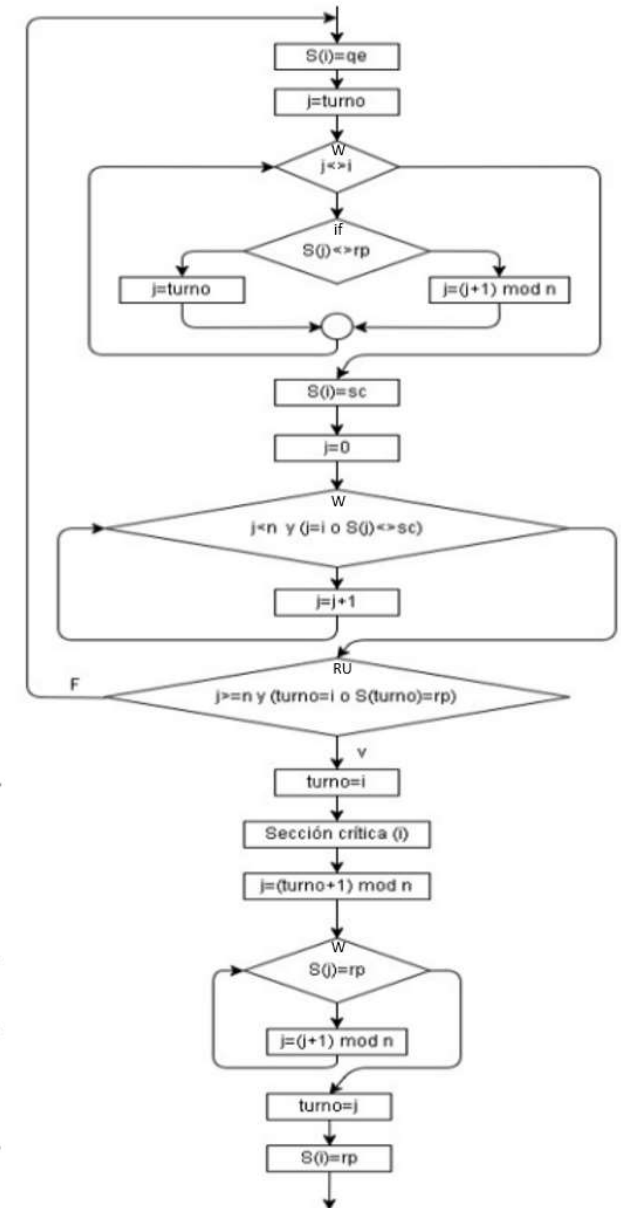 S(i)=qe
j=turno
W
j<>i
if
S(j)<>rp
j=turno
j=(j+1) mod n
S(i)=sc
j=0
W
j<n y (j=i o S(j)<>sc)
j=j+1
RU
F
j>=n y (turno=i o S(turno)=rp)
v
turno=i
Sección crítica (i)
j=(turno+1) mod n
W
S(j)=rp
j=(j+1) mod n
turno=j
S(i)=rp